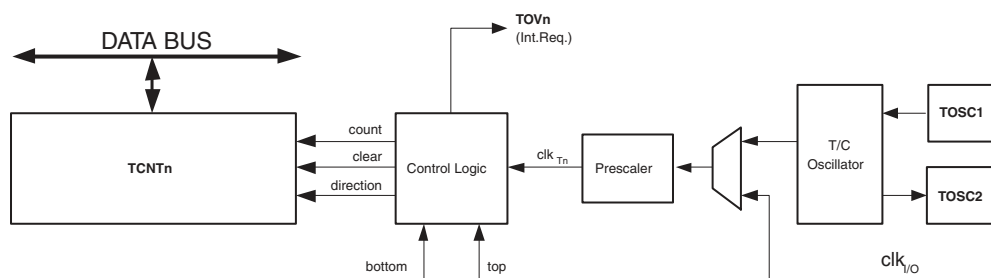 TOVn
(Int.Req.)
DATA BUS
TCNTn
count
clear
direction
Control Logic
clk Tn
Prescaler
T/C
Oscillator
TOSC1
TOSC2
bottom
top
clk I/O